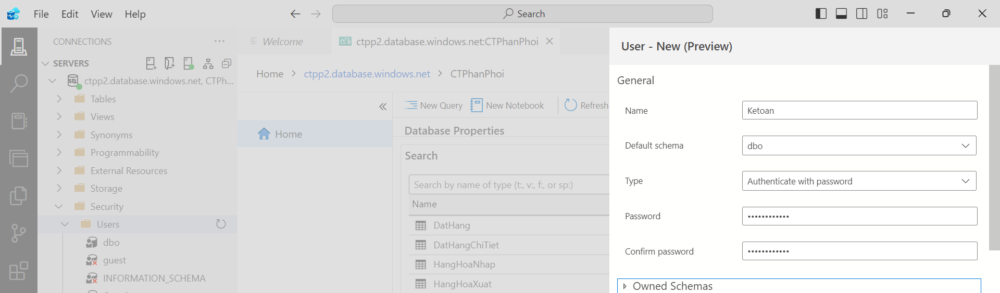 File Edit View Help Search
CONNECTIONS ...
SERVERS
ctpp2.database.windows.net, CTPh...
Tables
Views
Synonyms
Programmability
External Resources
Storage
Security
Users
dbo
guest
INFORMATION_SCHEMA
Welcome ctpp2.database.windows.net:CTPhanPhoi
Home > ctpp2.database.windows.net > CTPhanPhoi
New Query New Notebook Refresh
Home
Database Properties
Search
Search by name of type (t:, v:, f:, or sp:)
Name
DatHang
DatHangChiTiet
HangHoaNhap
HangHoaXuat
User - New (Preview)
General
Name Ketoan
Default schema dbo
Type Authenticate with password
Password ••••••••••••
Confirm password ••••••••••••
Owned Schemas